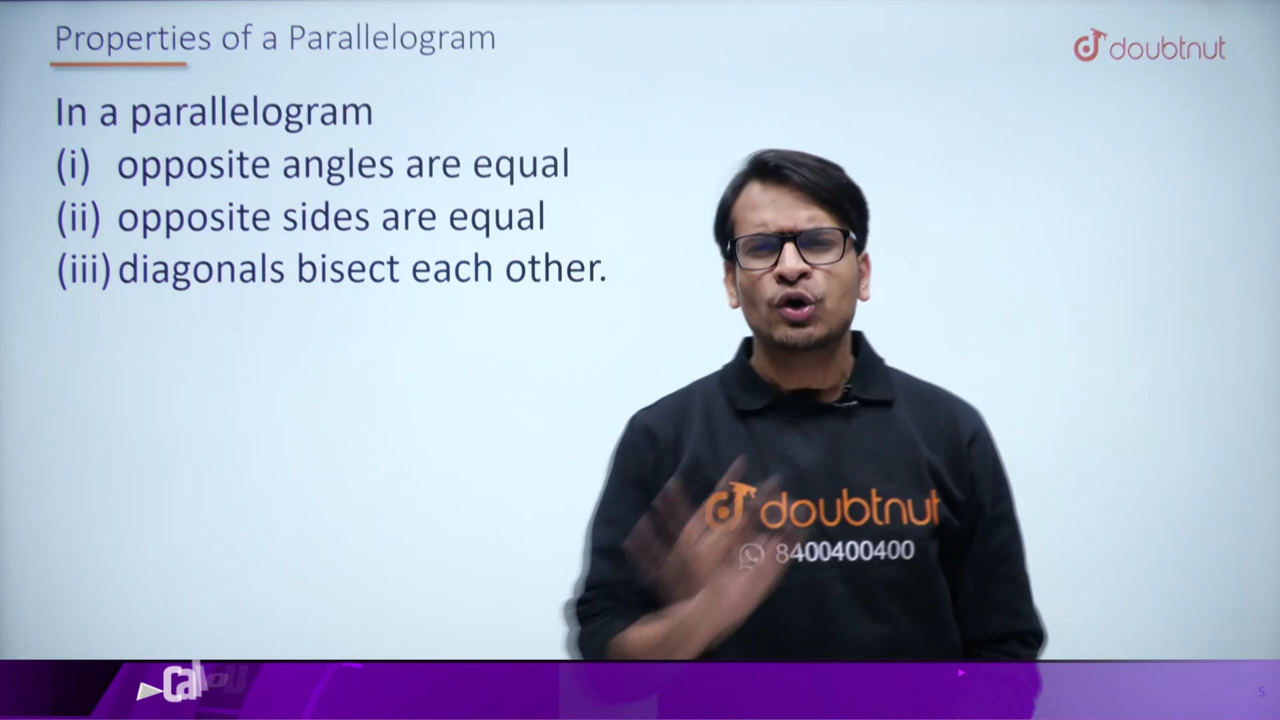 Properties of a Parallelogram
doubtnut
In a parallelogram
(i) opposite angles are equal
(ii) opposite sides are equal
(iii) diagonals bisect each other.
doubtnut
8400400400
5